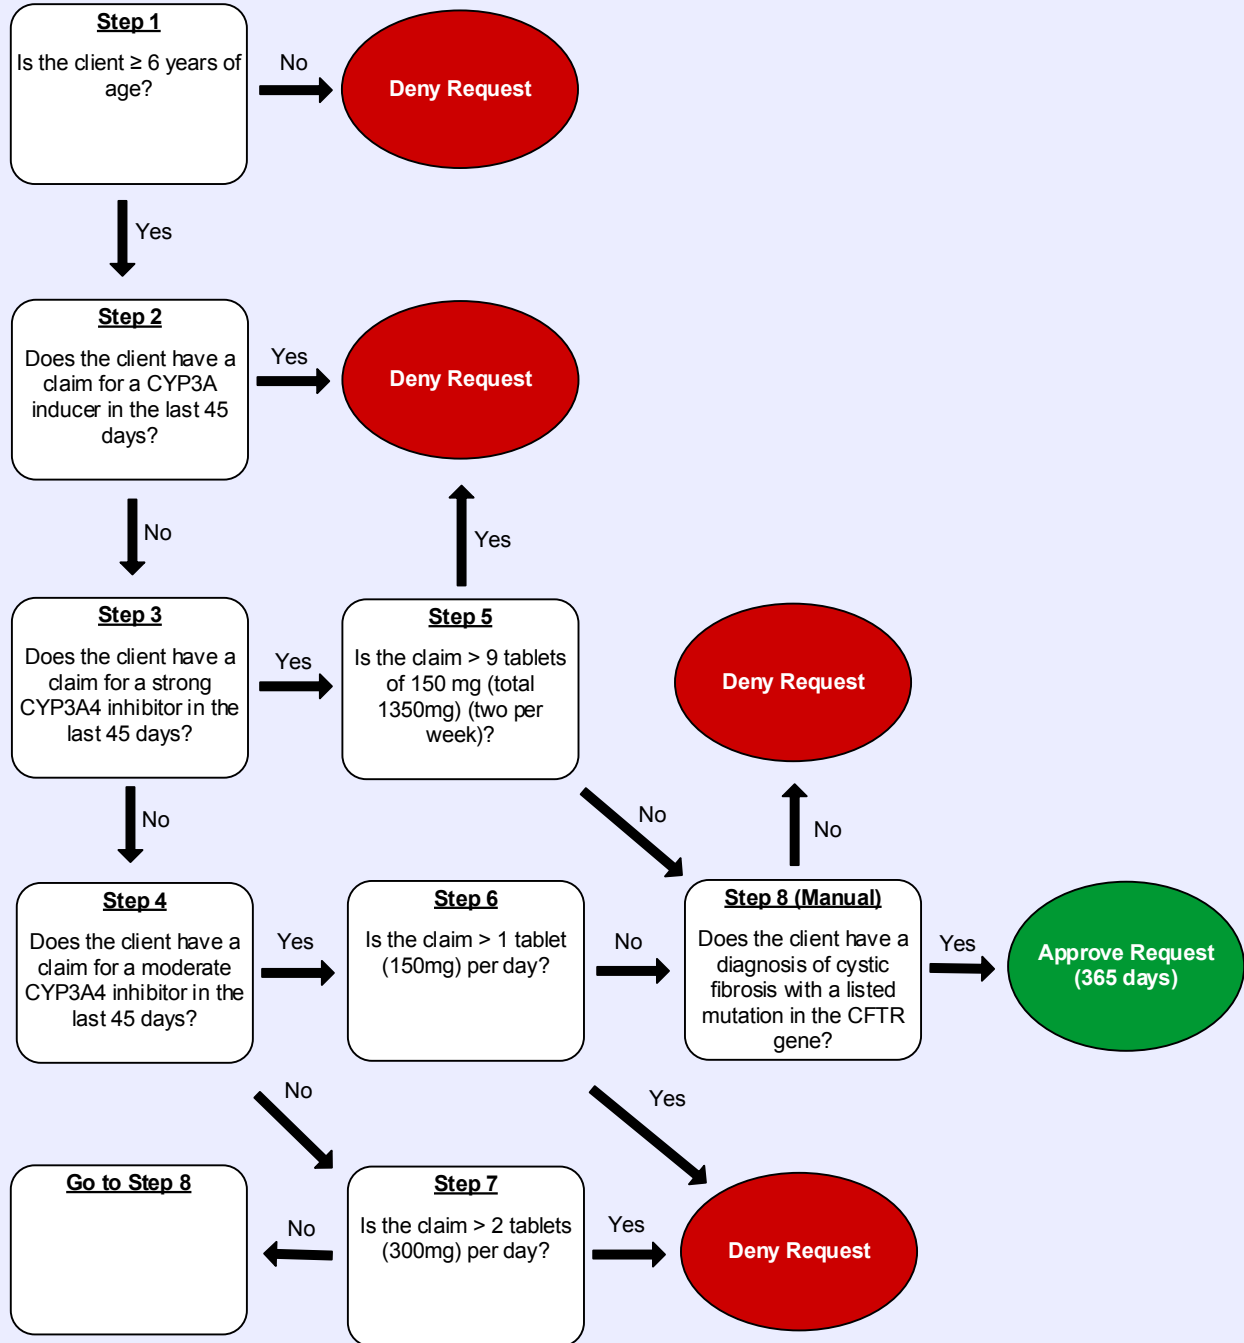 Step 1
Is the client ≥ 6 years of
age?
No
Deny Request
Yes
Step 2
Does the client have a
claim for a CYP3A
inducer in the last 45
days?
Yes
Deny Request
No
Yes
Step 3
Does the client have a
claim for a strong
CYP3A4 inhibitor in the
last 45 days?
Yes
Step 5
Is the claim > 9 tablets
of 150 mg (total
1350mg) (two per
week)?
Deny Request
No
No
No
Step 4
Does the client have a
claim for a moderate
CYP3A4 inhibitor in the
last 45 days?
Yes
Step 6
Is the claim > 1 tablet
(150mg) per day?
No
Step 8 (Manual)
Does the client have a
diagnosis of cystic
fibrosis with a listed
mutation in the CFTR
gene?
Yes
Approve Request
(365 days)
No
Yes
Go to Step 8
No
Step 7
Is the claim > 2 tablets
(300mg) per day?
Yes
Deny Request